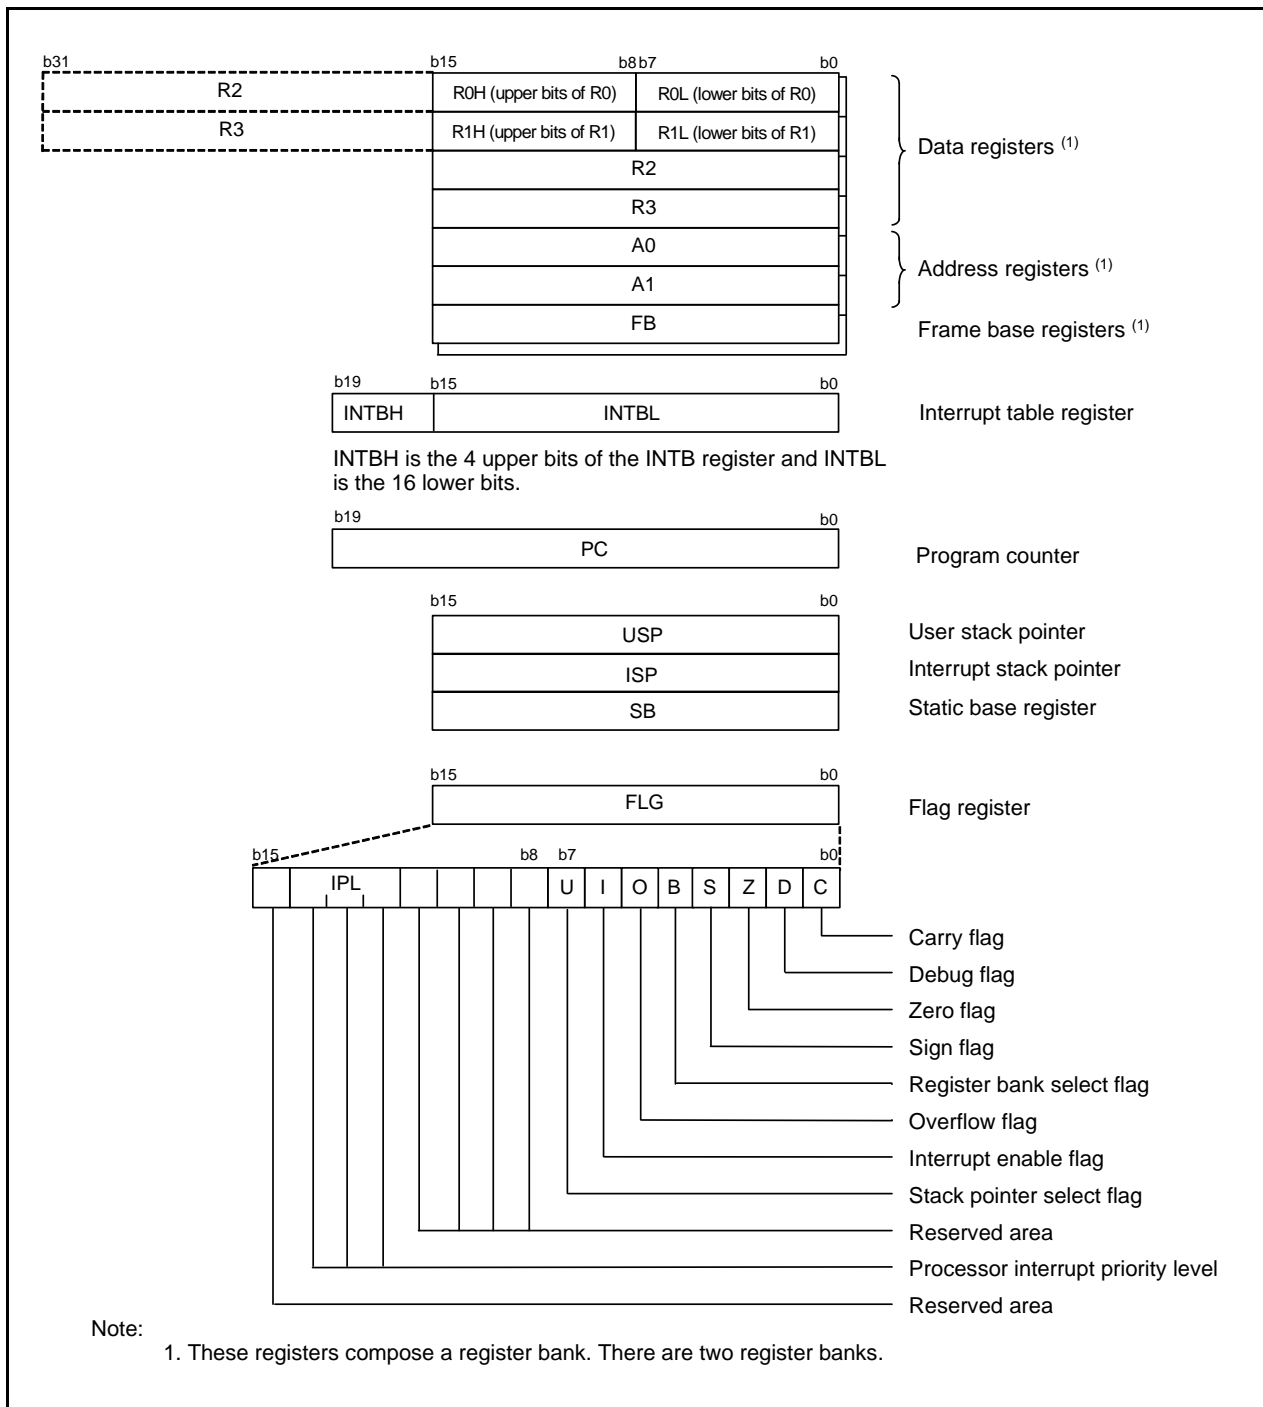 b31 b15 b8 b7 b0
R2 R0H (upper bits of R0) R0L (lower bits of R0)
R3 R1H (upper bits of R1) R1L (lower bits of R1)
Data registers (1)
R2
R3
A0
Address registers (1)
A1
FB Frame base registers (1)
b19 b15 b0
INTBH INTBL Interrupt table register
INTBH is the 4 upper bits of the INTB register and INTBL
is the 16 lower bits.
b19 b0
PC Program counter
b15 b0
USP User stack pointer
ISP Interrupt stack pointer
SB Static base register
b15 b0
FLG Flag register
b15 b8 b7 b0
IPL U I O B S Z D C
Carry flag
Debug flag
Zero flag
Sign flag
Register bank select flag
Overflow flag
Interrupt enable flag
Stack pointer select flag
Reserved area
Processor interrupt priority level
Reserved area
Note:
1. These registers compose a register bank. There are two register banks.